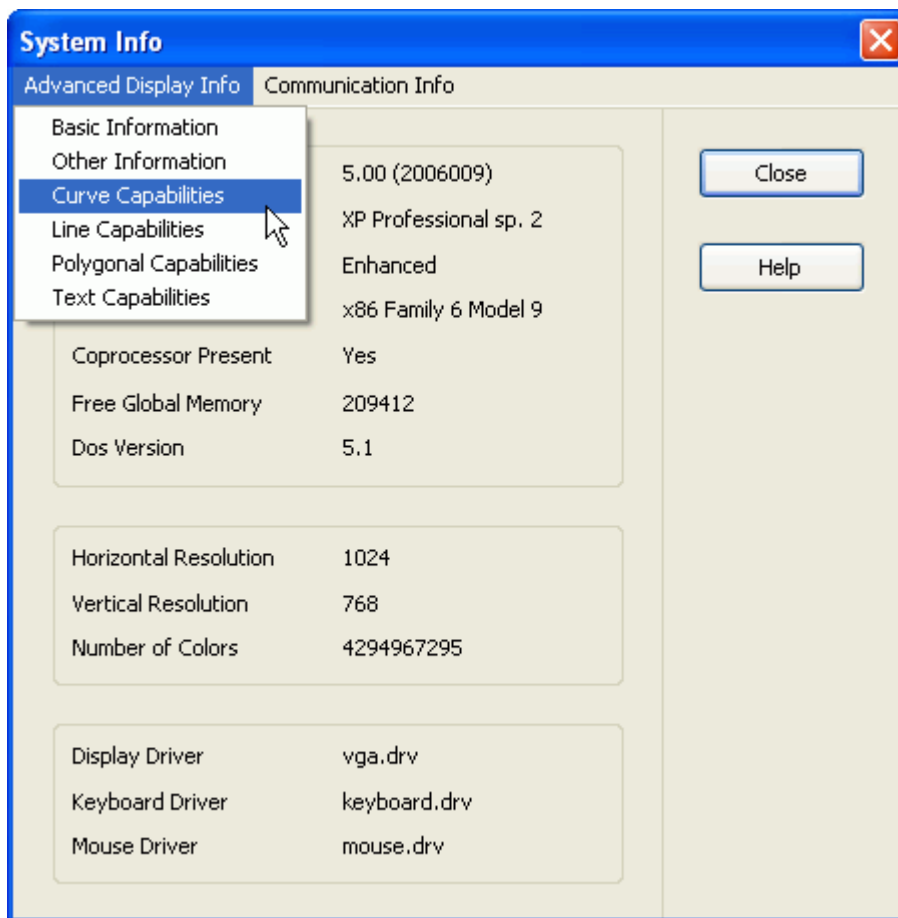 System Info
Advanced Display Info Communication Info
Basic Information
Other Information
Curve Capabilities
Line Capabilities
Polygonal Capabilities
Text Capabilities
5.00 (2006009)
XP Professional sp. 2
Enhanced
x86 Family 6 Model 9
Coprocessor Present Yes
Free Global Memory 209412
Dos Version 5.1
Horizontal Resolution 1024
Vertical Resolution 768
Number of Colors 4294967295
Display Driver vga.drv
Keyboard Driver keyboard.drv
Mouse Driver mouse.drv
Close
Help